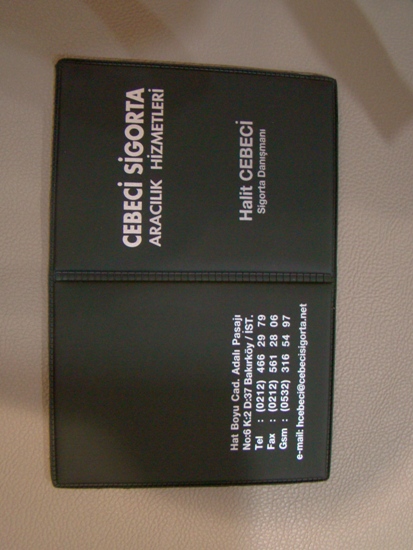 CEBECİ SİGORTA
ARACILIK HİZMETLERİ
Halit CEBECİ
Sigorta Danışmanı
Hat Boyu Cad. Adalı Pasajı
No:6 K:2 D:37 Bakırköy / İST.
Tel : (0212) 466 29 79
Fax : (0212) 561 28 06
Gsm : (0532) 316 54 97
e-mail: hcebeci@cebecisigorta.net